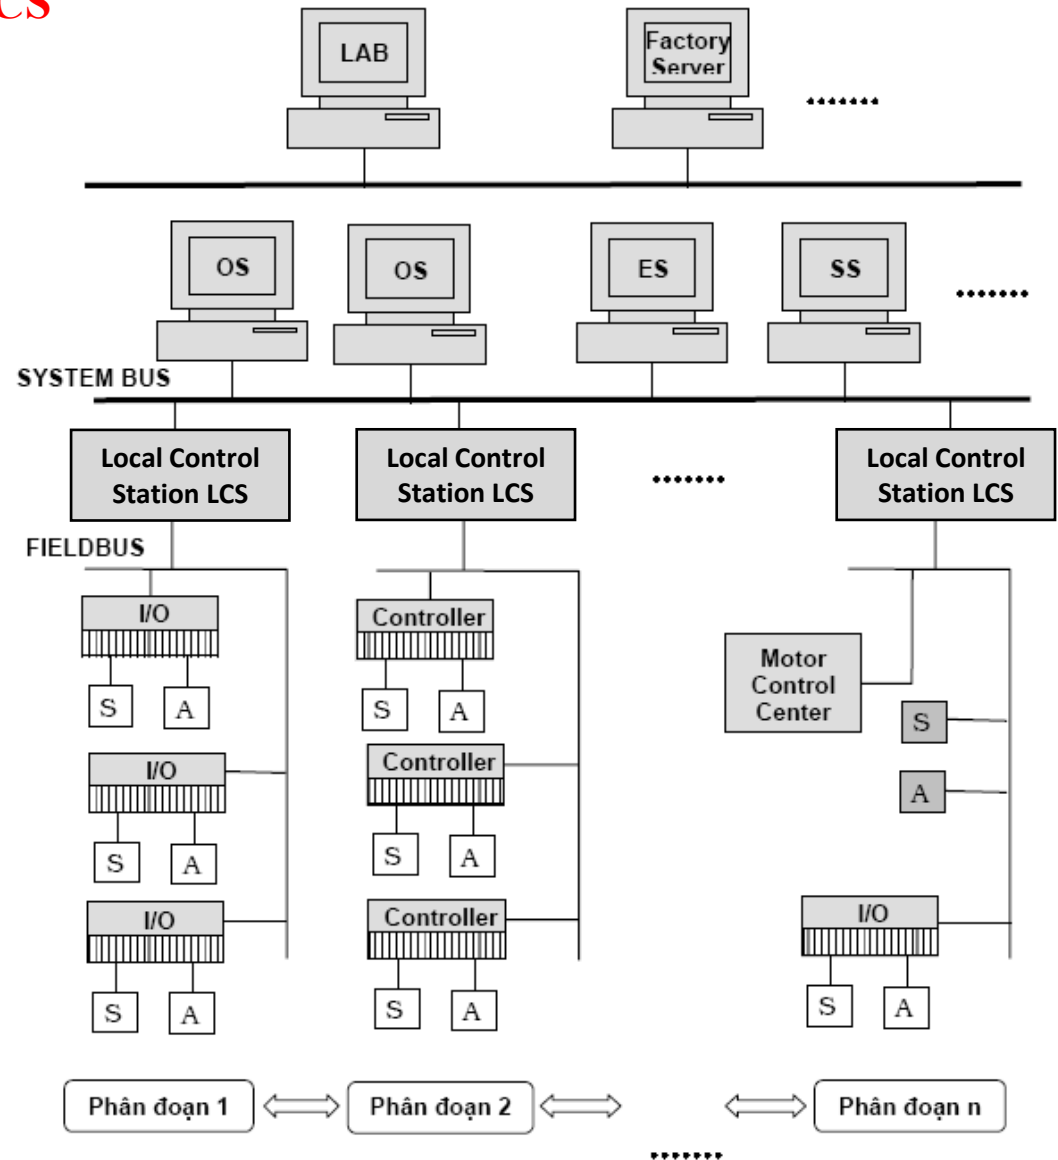 CS
LAB
Factory
Server
OS
OS
ES
SS
SYSTEM BUS
Local Control
Station LCS
Local Control
Station LCS
Local Control
Station LCS
FIELDBUS
I/O
S
A
I/O
S
A
I/O
S
A
Controller
S
A
Controller
S
A
Controller
S
A
Motor
Control
Center
S
A
I/O
S
A
Phân đoạn 1
Phân đoạn 2
Phân đoạn n